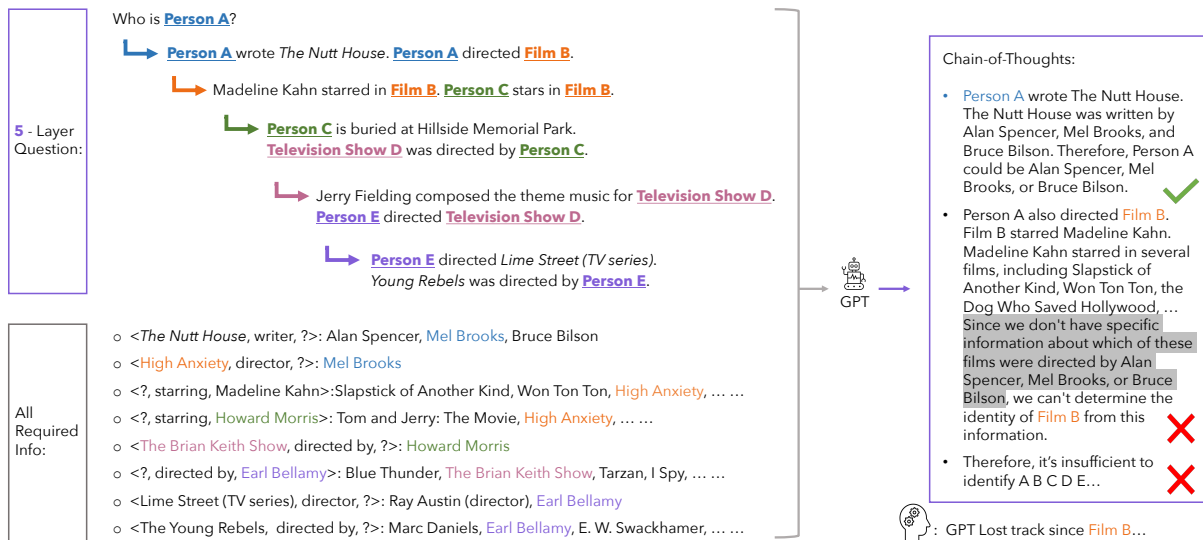 5 - Layer
Question:
Who is Person A?
Person A wrote The Nutt House. Person A directed Film B.
Madeline Kahn starred in Film B. Person C stars in Film B.
Person C is buried at Hillside Memorial Park.
Television Show D was directed by Person C.
Jerry Fielding composed the theme music for Television Show D.
Person E directed Television Show D.
Person E directed Lime Street (TV series).
Young Rebels was directed by Person E.
All
Required
Info:
○ <The Nutt House, writer, ?>: Alan Spencer, Mel Brooks, Bruce Bilson
○ <High Anxiety, director, ?>: Mel Brooks
○ <?, starring, Madeline Kahn>:Slapstick of Another Kind, Won Ton Ton, High Anxiety, ... ...
○ <?, starring, Howard Morris>: Tom and Jerry: The Movie, High Anxiety, ... ...
○ <The Brian Keith Show, directed by, ?>: Howard Morris
○ <?, directed by, Earl Bellamy>: Blue Thunder, The Brian Keith Show, Tarzan, I Spy, ... ...
○ <Lime Street (TV series), director, ?>: Ray Austin (director), Earl Bellamy
○ <The Young Rebels, directed by, ?>: Marc Daniels, Earl Bellamy, E. W. Swackhamer, ... ...
GPT
Chain-of-Thoughts:
• Person A wrote The Nutt House.
The Nutt House was written by
Alan Spencer, Mel Brooks, and
Bruce Bilson. Therefore, Person A
could be Alan Spencer, Mel
Brooks, or Bruce Bilson.
• Person A also directed Film B.
Film B starred Madeline Kahn.
Madeline Kahn starred in several
films, including Slapstick of
Another Kind, Won Ton Ton, the
Dog Who Saved Hollywood, ...
Since we don't have specific
information about which of these
films were directed by Alan
Spencer, Mel Brooks, or Bruce
Bilson, we can't determine the
identity of Film B from this
information.
• Therefore, it's insufficient to
identify A B C D E...
: GPT Lost track since Film B...